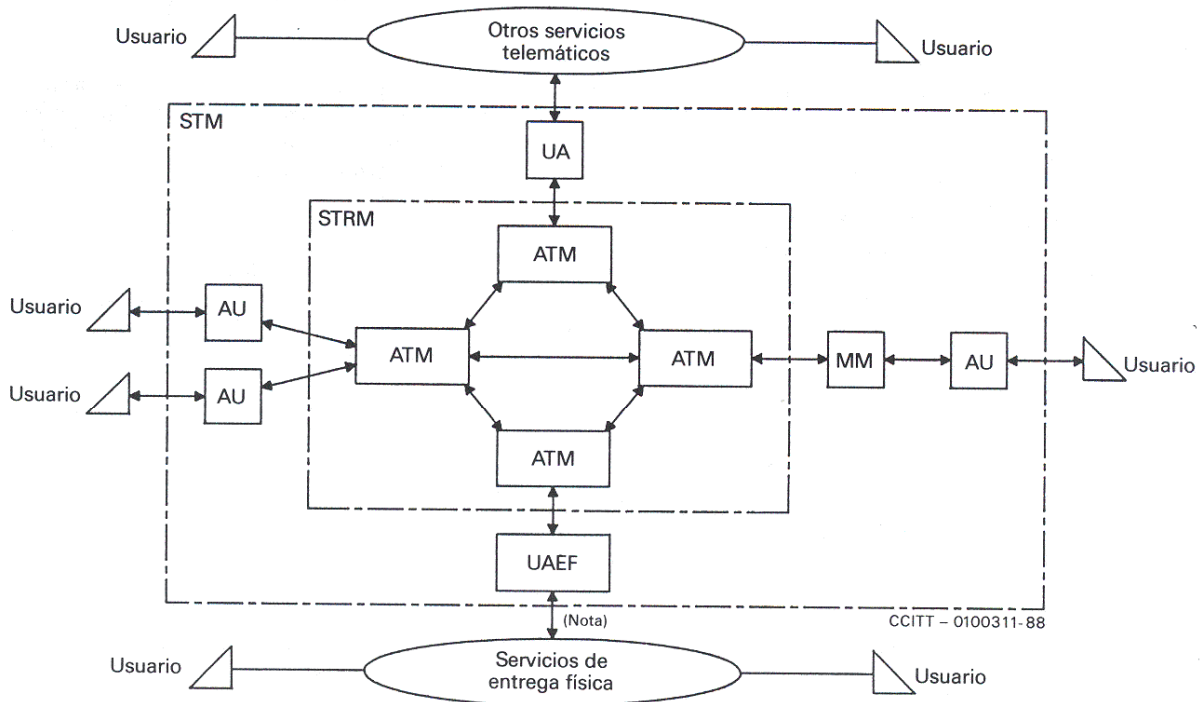 Usuario
Otros servicios
telemáticos
Usuario
STM
UA
STRM
ATM
Usuario
AU
ATM
ATM
MM
AU
Usuario
Usuario
AU
ATM
UAEF
(Nota)
CCITT – 0100311-88
Usuario
Servicios de
entrega física
Usuario